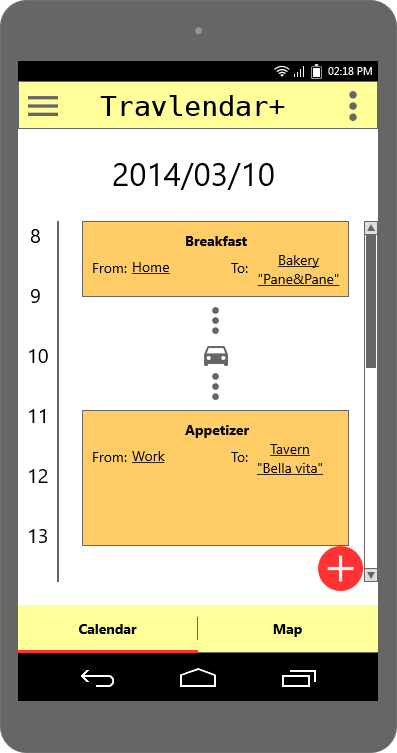 02:18 PM
Travlendar+
2014/03/10
8
Breakfast
From: Home To: Bakery
"Pane&Pane"
9
10
11
Appetizer
From: Work To: Tavern
"Bella vita"
12
13
Calendar Map